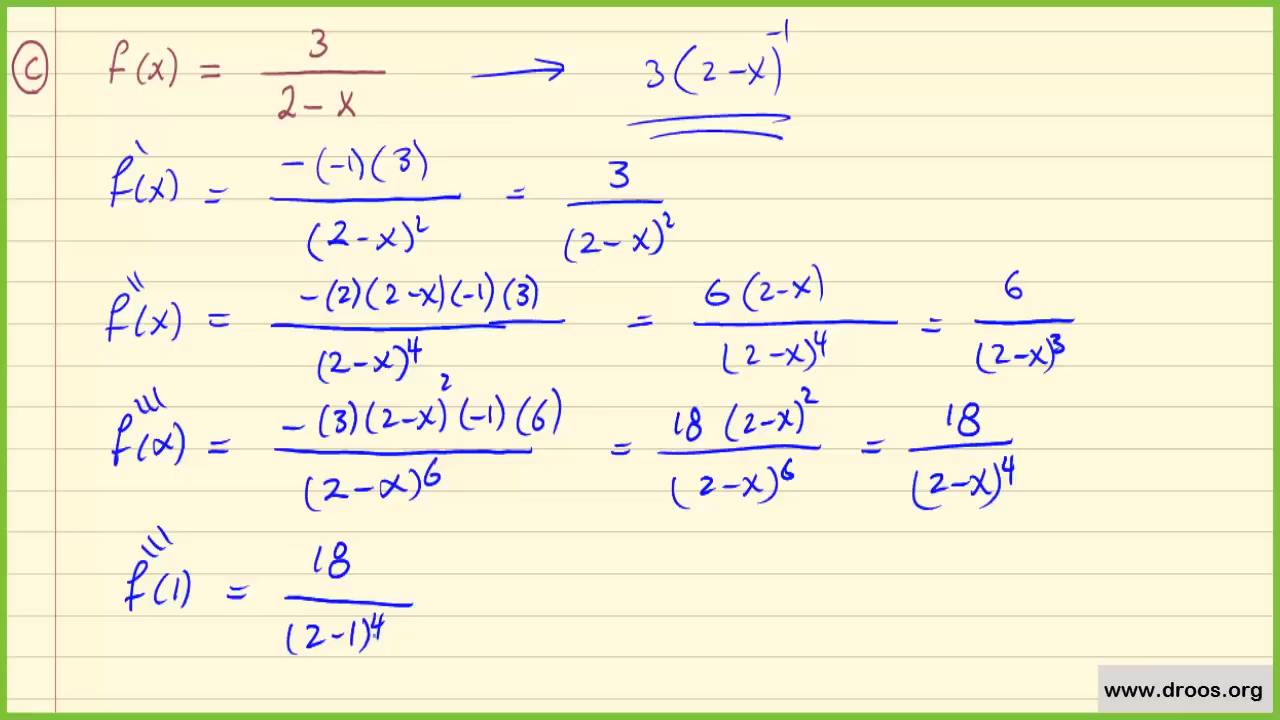 (c) f(x) = 3/(2-x) → 3(2-x)^-1
f'(x) = -(-1)(3)/(2-x)^2 = 3/(2-x)^2
f''(x) = -(2)(2-x)(-1)(3)/(2-x)^4 = 6(2-x)/(2-x)^4 = 6/(2-x)^3
f'''(x) = -(3)(2-x)^2(-1)(6)/(2-x)^6 = 18(2-x)^2/(2-x)^6 = 18/(2-x)^4
f'''(1) = 18/(2-1)^4
www.droos.org